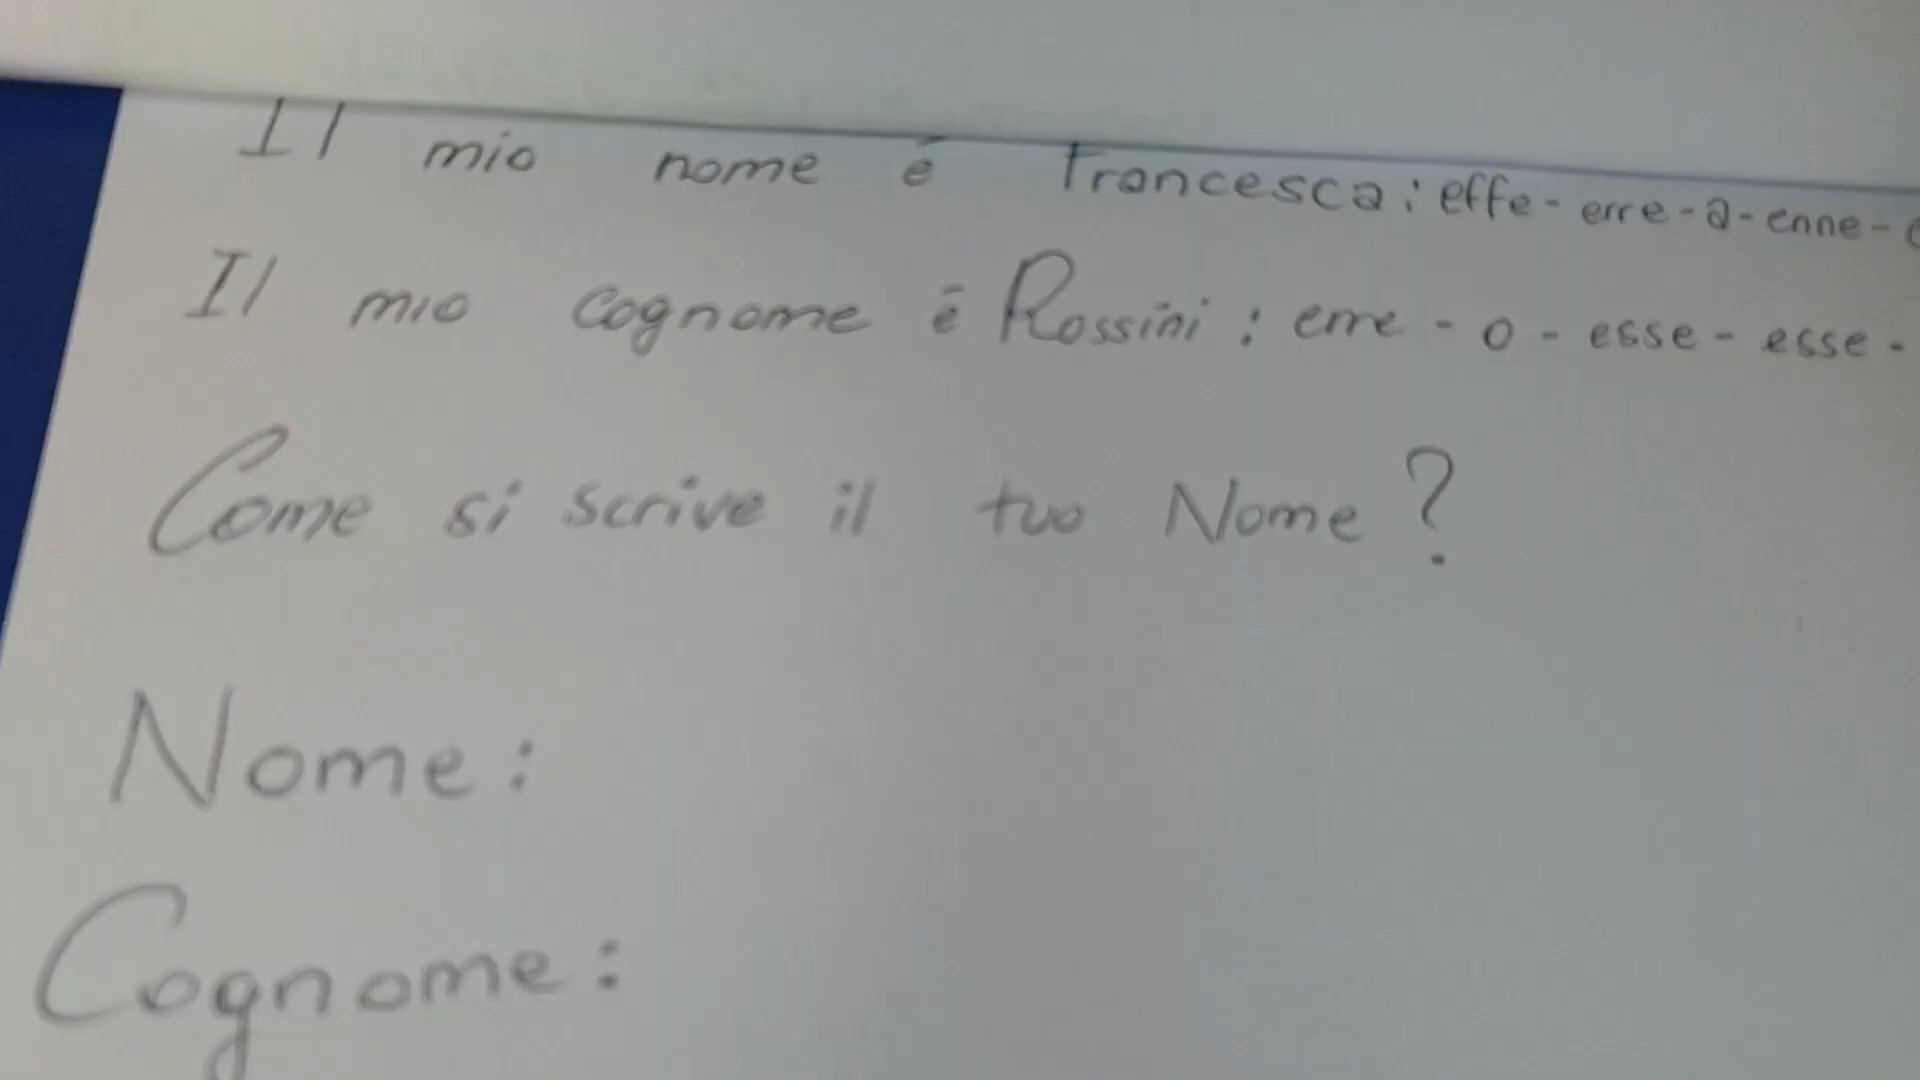 Il mio nome è Francesca: effe - erre - a - enne -
Il mio cognome è Rossini: erre - o - esse - esse -
Come si scrive il tuo Nome?
Nome:
Cognome: